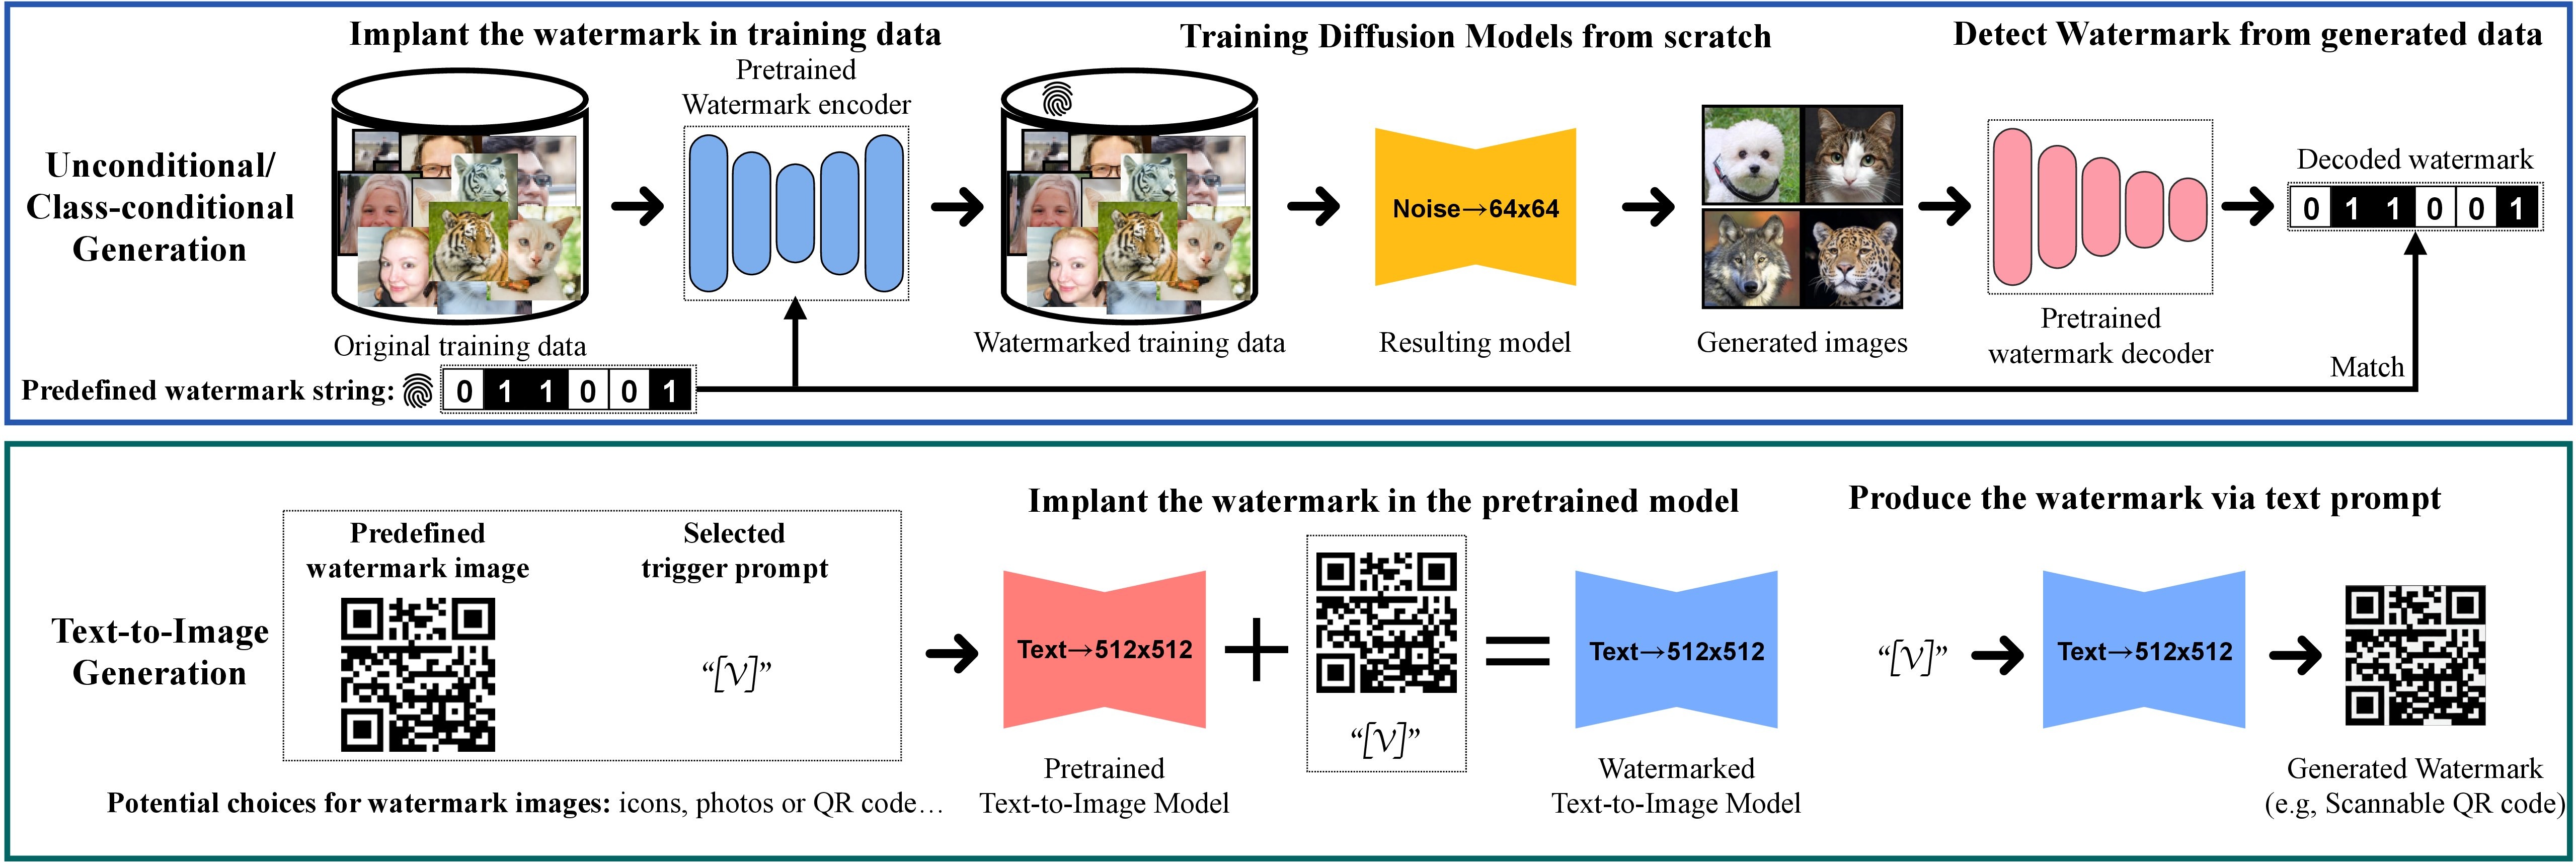 Implant the watermark in training data
Training Diffusion Models from scratch
Detect Watermark from generated data
Unconditional/
Class-conditional
Generation
Pretrained
Watermark encoder
Noise→64x64
Decoded watermark
0 1 1 0 0 1
Original training data
Watermarked training data
Resulting model
Generated images
Pretrained
watermark decoder
Match
Predefined watermark string:
0 1 1 0 0 1
Text-to-Image
Generation
Predefined
watermark image
Selected
trigger prompt
“[V]”
Potential choices for watermark images: icons, photos or QR code…
Implant the watermark in the pretrained model
Text→512x512
Pretrained
Text-to-Image Model
+
“[V]”
=
Text→512x512
Watermarked
Text-to-Image Model
Produce the watermark via text prompt
“[V]”
Text→512x512
Generated Watermark
(e.g, Scannable QR code)